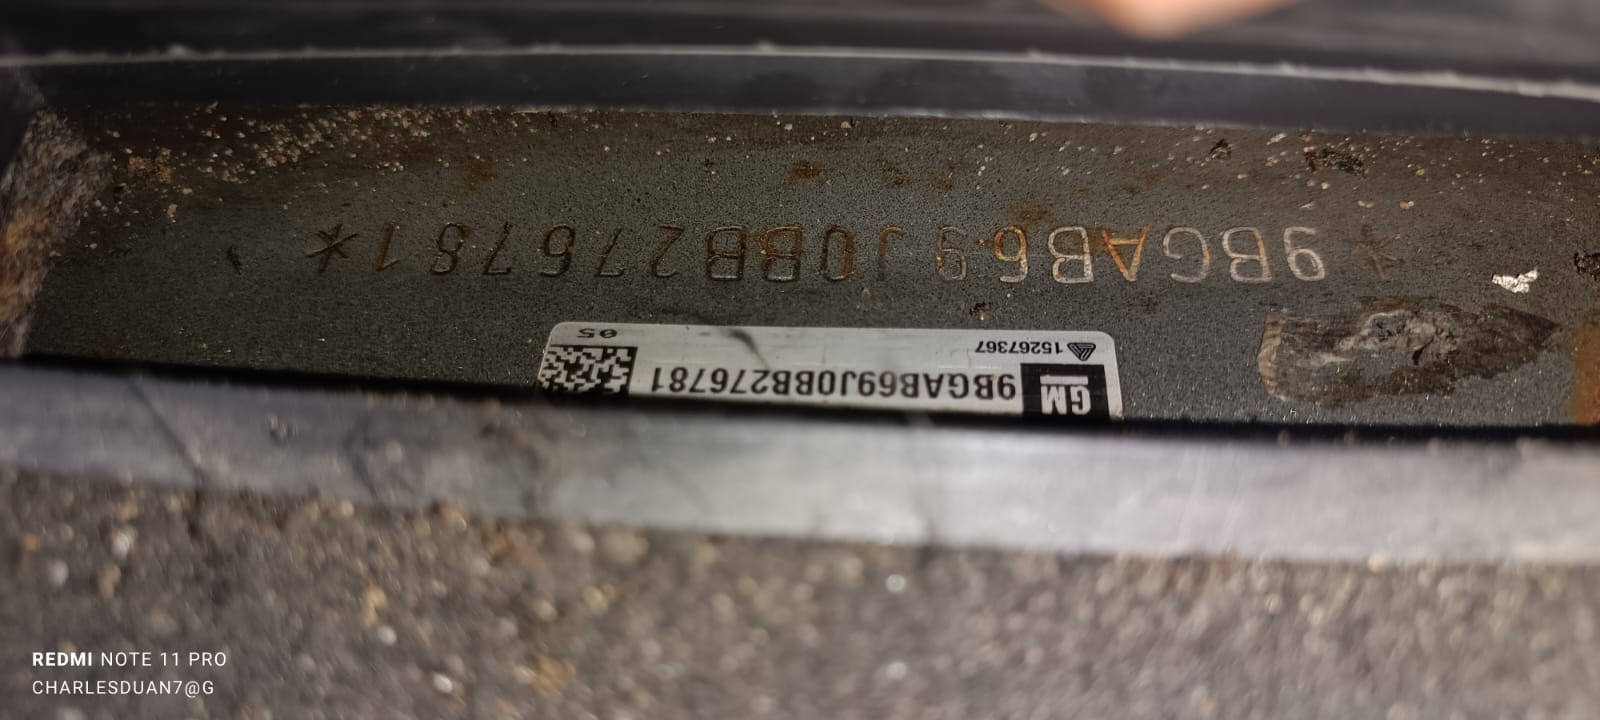 *9BGAB69J0BB276781*
15267367
05
GM
9BGAB69J0BB276781
REDMI NOTE 11 PRO
CHARLESDUAN7@G